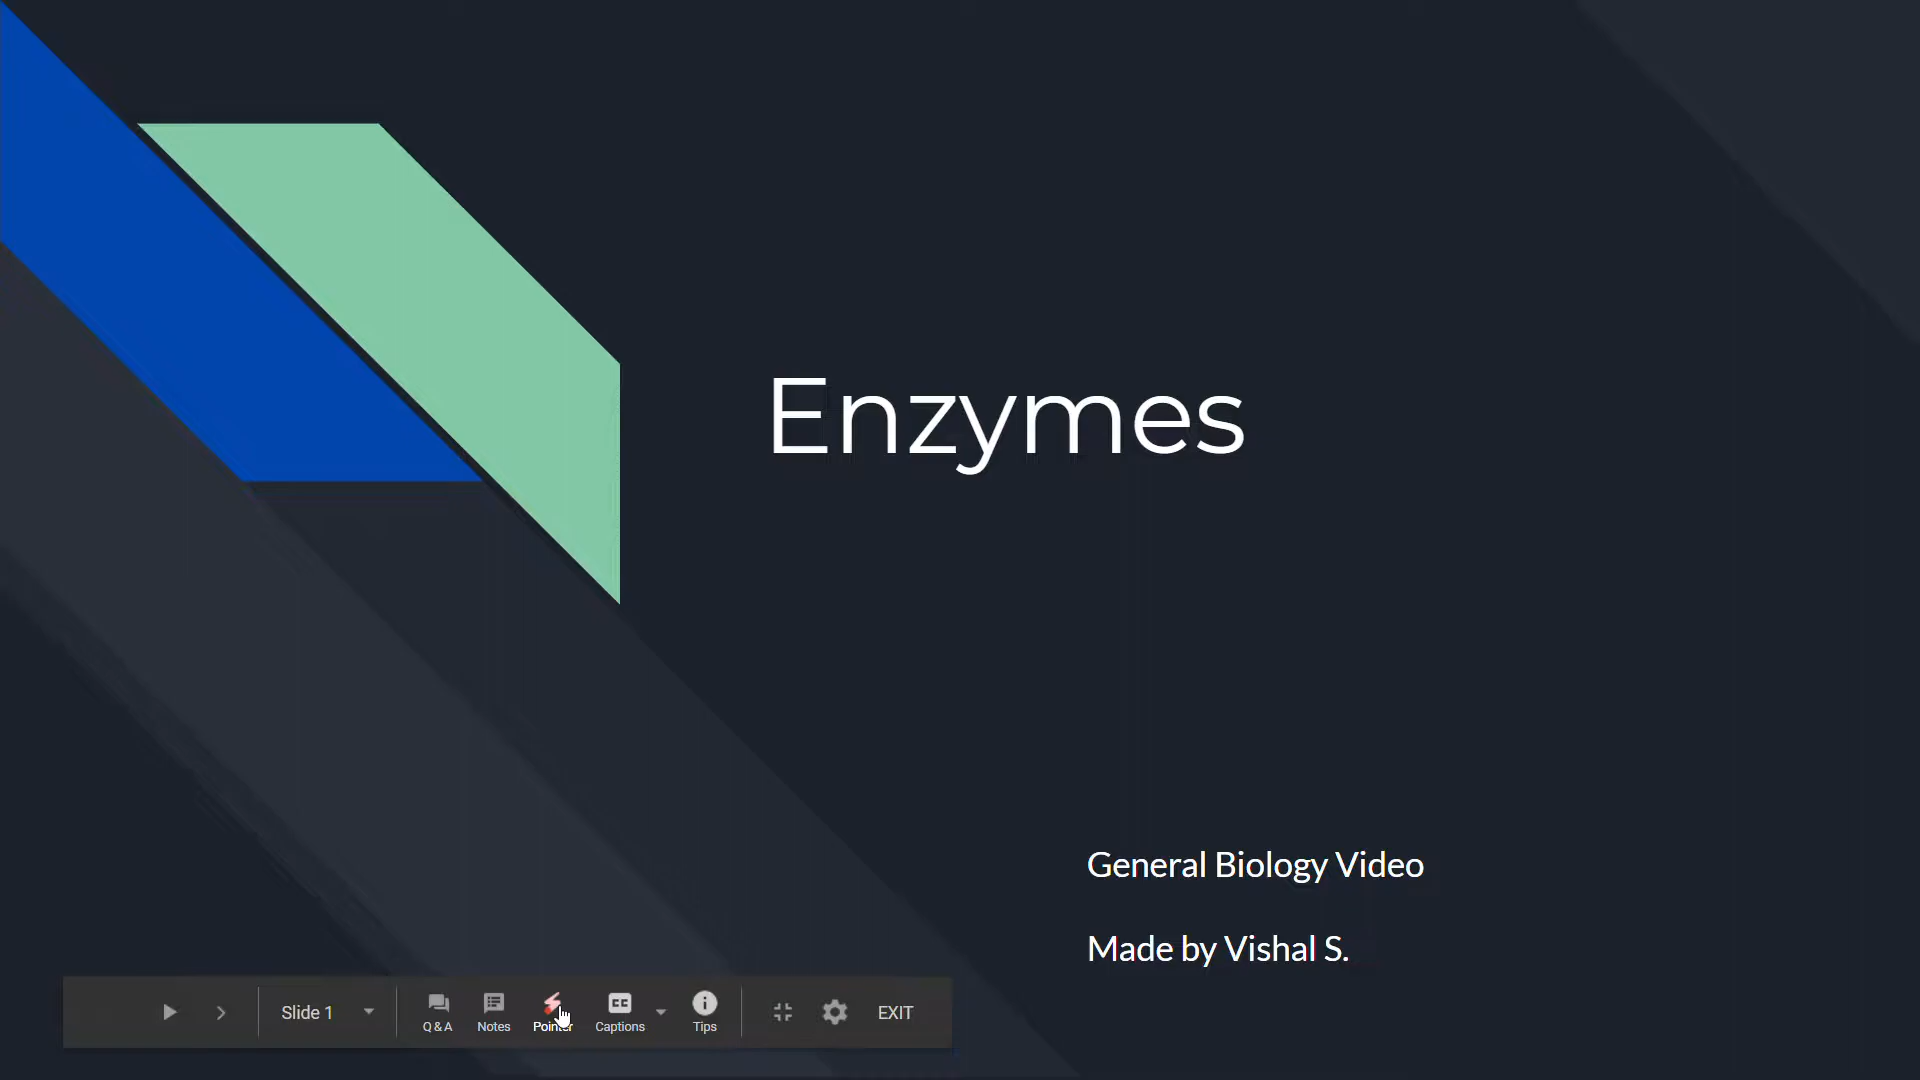 Enzymes
General Biology Video
Made by Vishal S.
Slide 1
Q & A
Notes
Pointer
Captions
Tips
EXIT